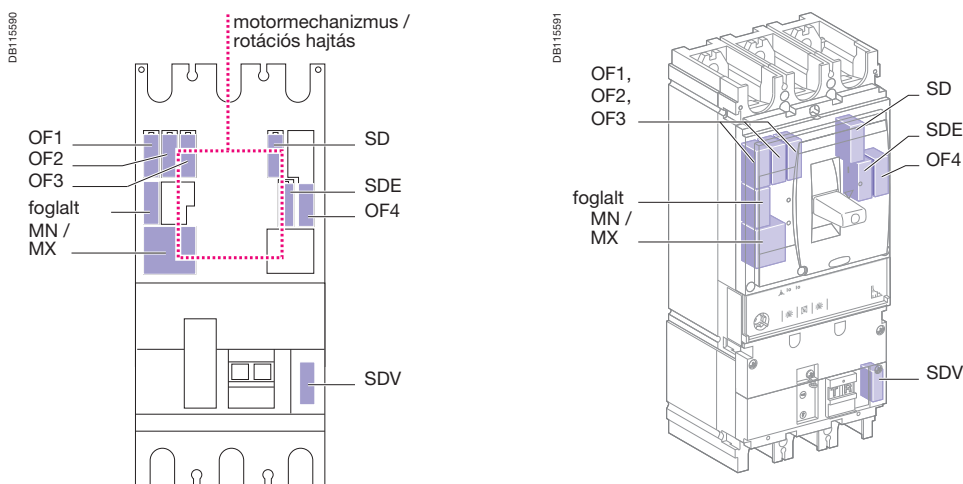 DB115590
motormechanizmus /
rotációs hajtás
OF1
OF2
OF3
foglalt
MN /
MX
SD
SDE
OF4
SDV
DB115591
OF1,
OF2,
OF3
foglalt
MN /
MX
SD
SDE
OF4
SDV